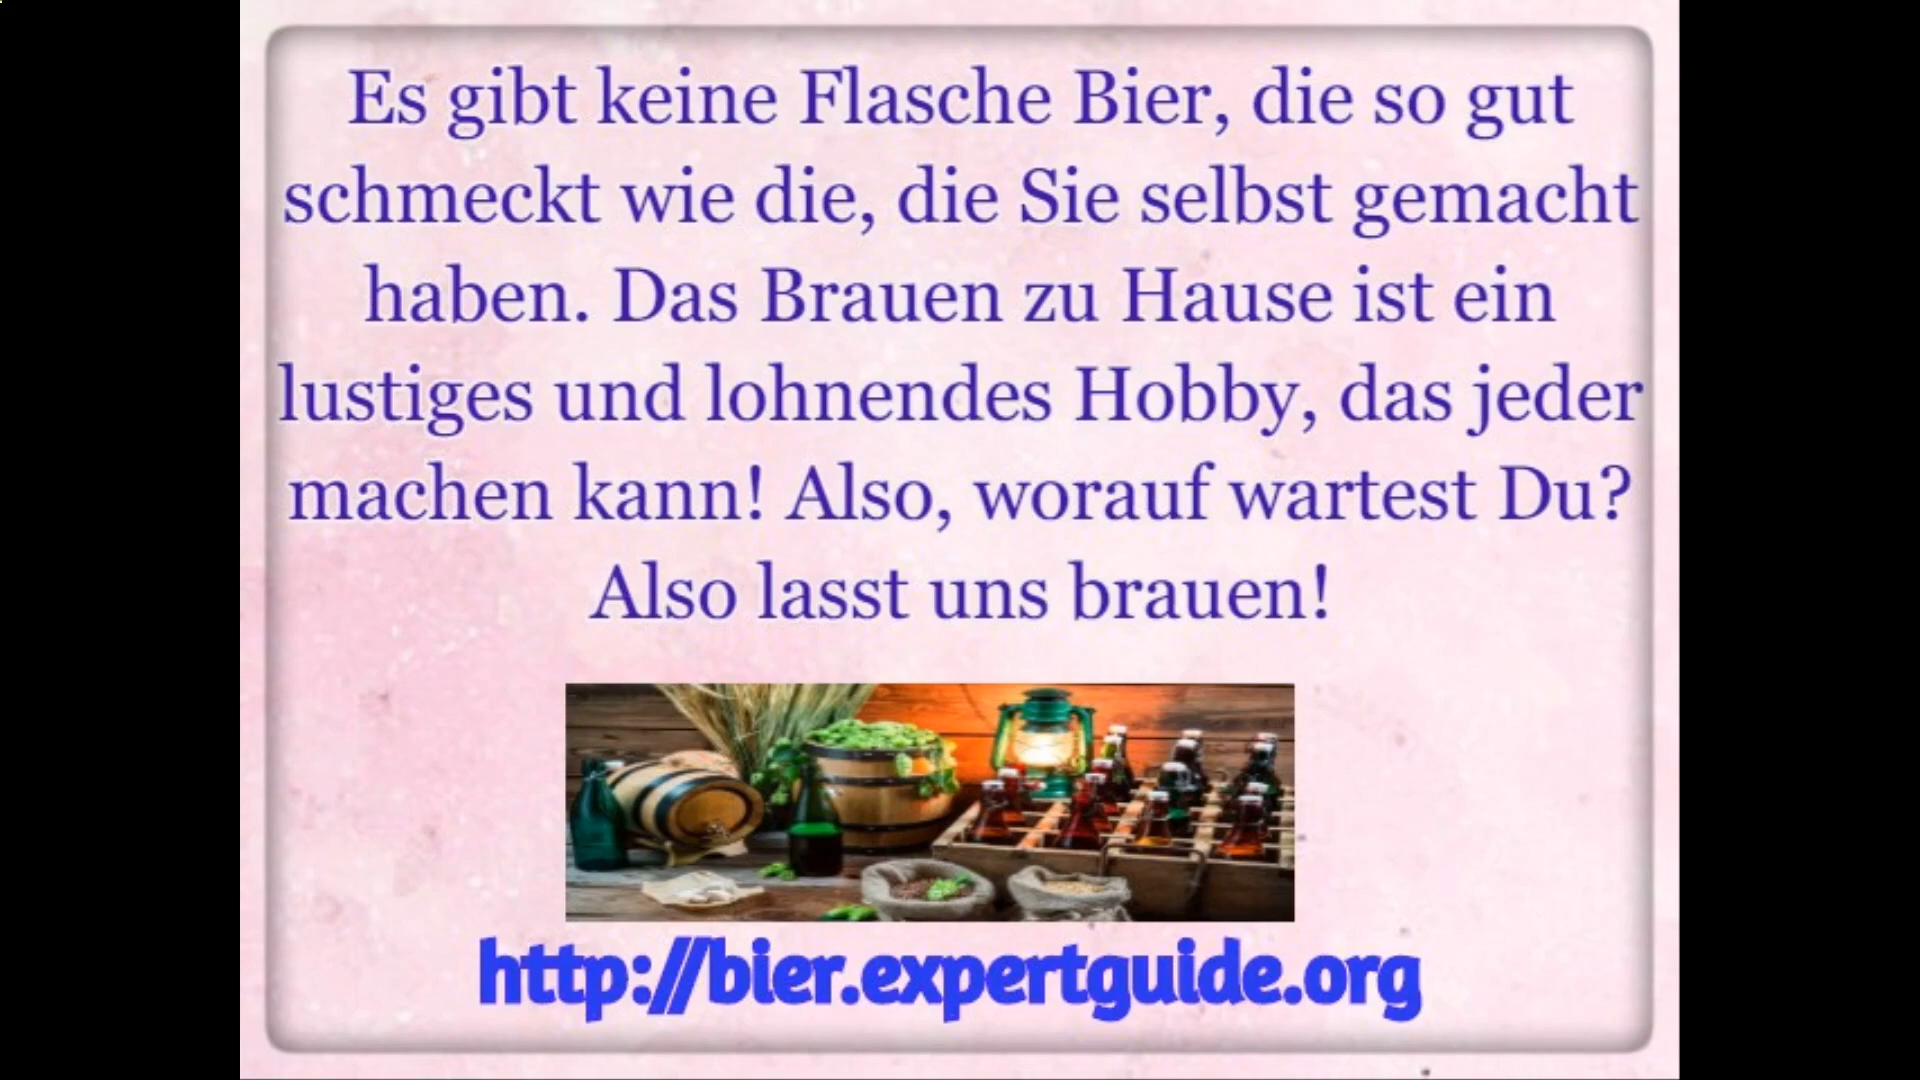 Es gibt keine Flasche Bier, die so gut
schmeckt wie die, die Sie selbst gemacht
haben. Das Brauen zu Hause ist ein
lustiges und lohnendes Hobby, das jeder
machen kann! Also, worauf wartest Du?
Also lasst uns brauen!
http://bier.expertguide.org